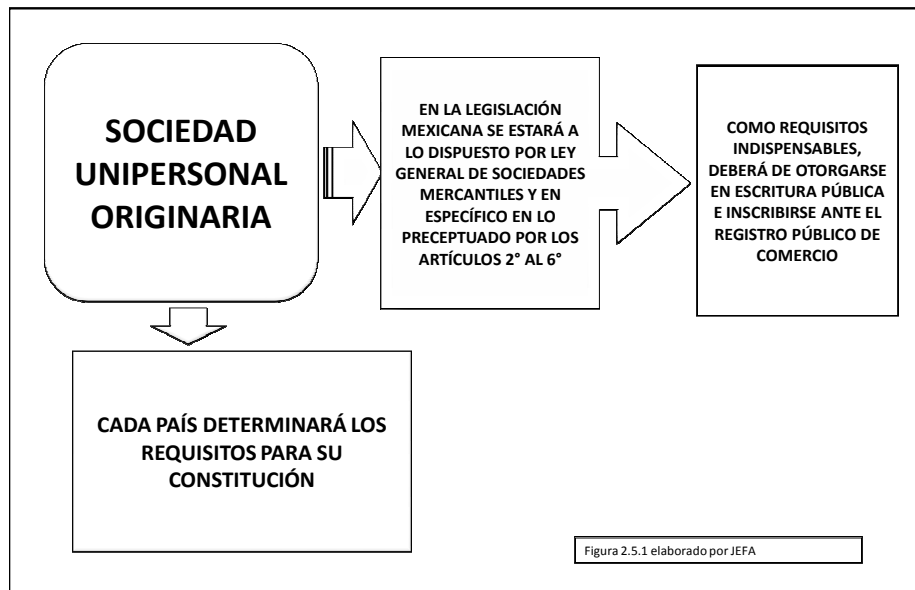 SOCIEDAD
UNIPERSONAL
ORIGINARIA
EN LA LEGISLACIÓN
MEXICANA SE ESTARÁ A
LO DISPUESTO POR LEY
GENERAL DE SOCIEDADES
MERCANTILES Y EN
ESPECÍFICO EN LO
PRECEPTUADO POR LOS
ARTÍCULOS 2° AL 6°
COMO REQUISITOS
INDISPENSABLES,
DEBERÁ DE OTORGARSE
EN ESCRITURA PÚBLICA
E INSCRIBIRSE ANTE EL
REGISTRO PÚBLICO DE
COMERCIO
CADA PAÍS DETERMINARÁ LOS
REQUISITOS PARA SU
CONSTITUCIÓN
Figura 2.5.1 elaborado por JEFA